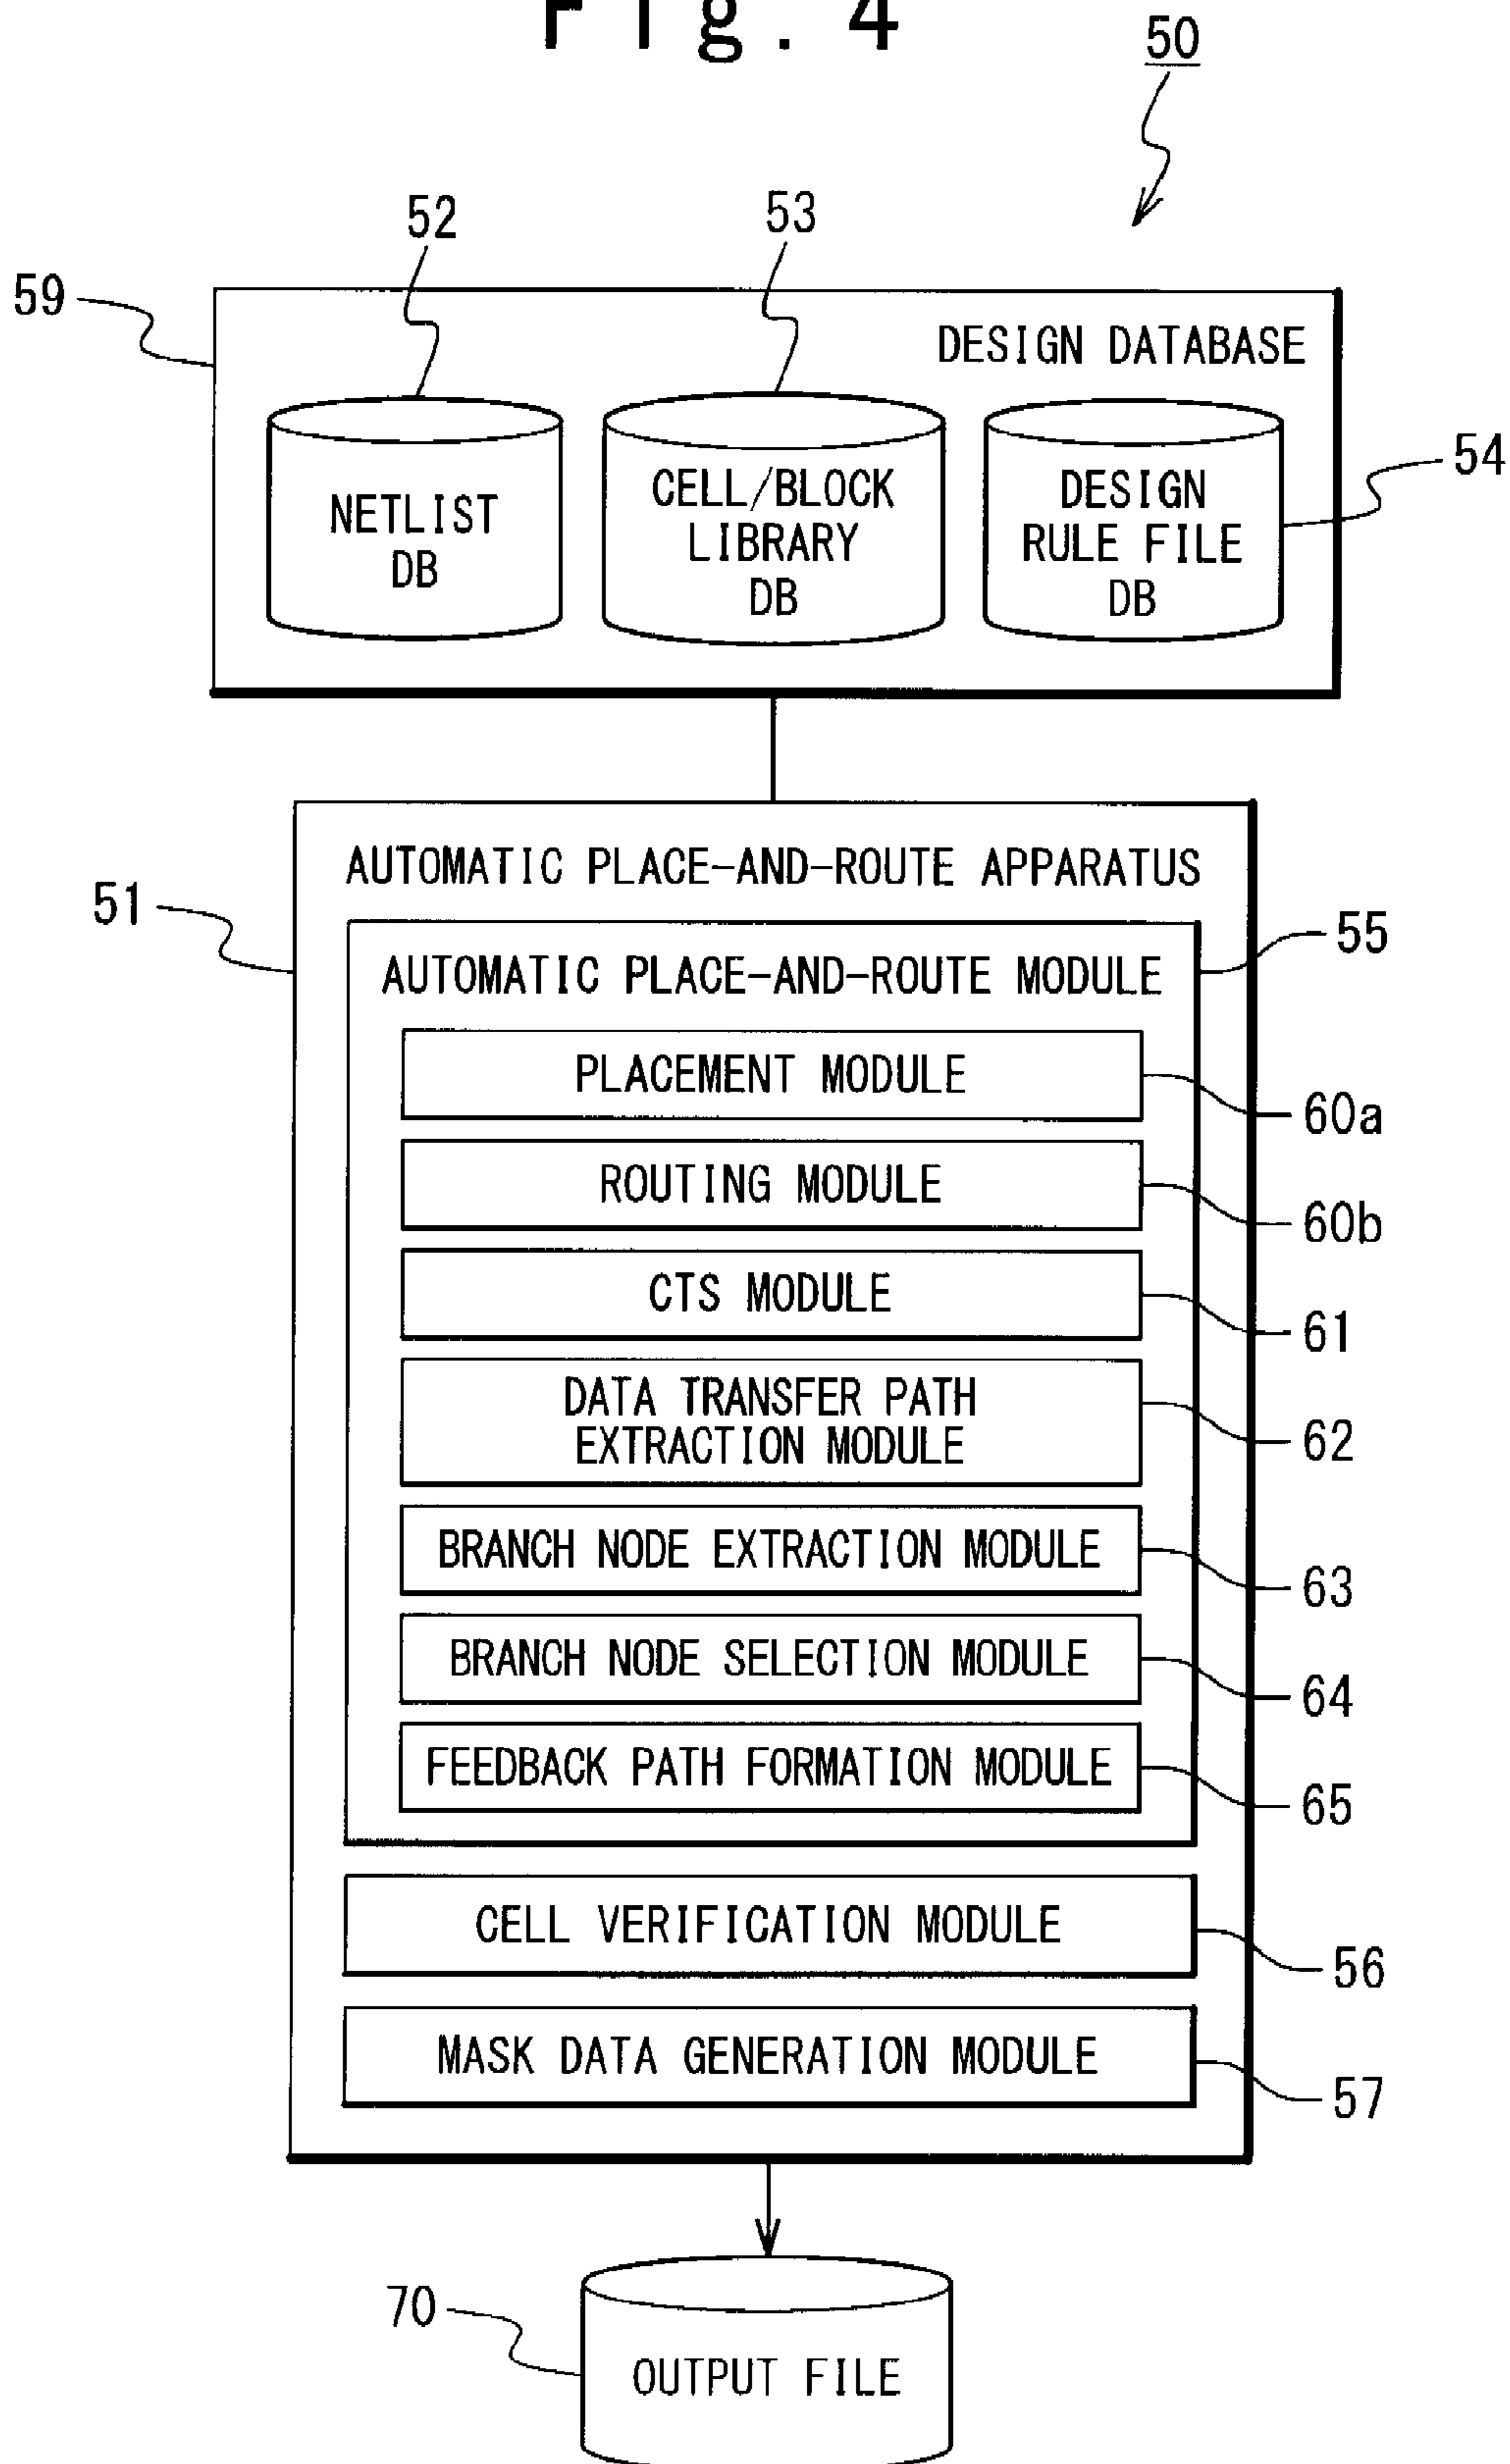 Fig. 4
50
52
53
59
DESIGN DATABASE
54
NETLIST
DB
CELL/BLOCK
LIBRARY
DB
DESIGN
RULE FILE
DB
AUTOMATIC PLACE-AND-ROUTE APPARATUS
51
55
AUTOMATIC PLACE-AND-ROUTE MODULE
PLACEMENT MODULE
60a
ROUTING MODULE
60b
CTS MODULE
61
DATA TRANSFER PATH
EXTRACTION MODULE
62
BRANCH NODE EXTRACTION MODULE
63
BRANCH NODE SELECTION MODULE
64
FEEDBACK PATH FORMATION MODULE
65
CELL VERIFICATION MODULE
56
MASK DATA GENERATION MODULE
57
70
OUTPUT FILE